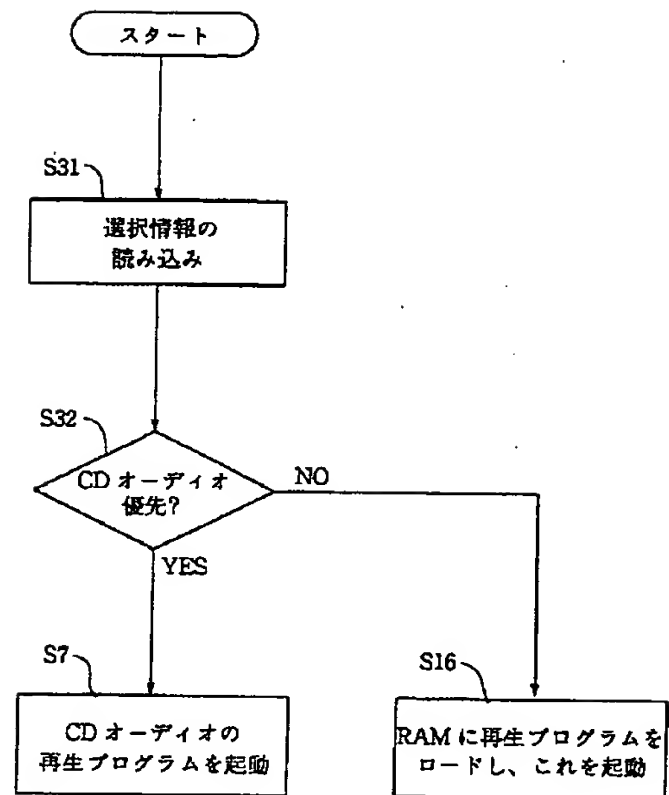 スタート
S31
選択情報の
読み込み
S32
CD オーディオ
優先?
NO
YES
S7
CD オーディオの
再生プログラムを起動
S16
RAM に再生プログラムを
ロードし、これを起動